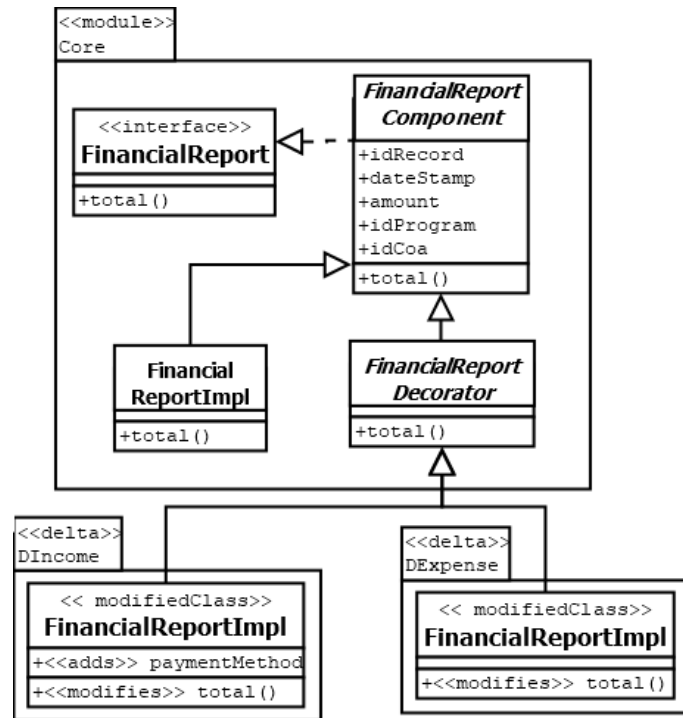 <<module>>
Core
<<interface>>
FinancialReport
+total()
FinancialReport
Component
+idRecord
+dateStamp
+amount
+idProgram
+idCoa
+total()
Financial
ReportImpl
+total()
FinancialReport
Decorator
+total()
<<delta>>
DIncome
<< modifiedClass>>
FinancialReportImpl
+<<adds>> paymentMethod
+<<modifies>> total()
<<delta>>
DExpense
<< modifiedClass>>
FinancialReportImpl
+<<modifies>> total()